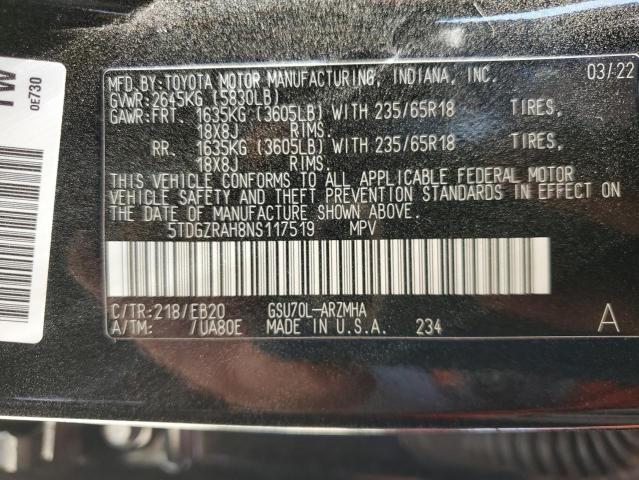 TW
0E730
MFD. BY: TOYOTA MOTOR MANUFACTURING, INDIANA, INC. 03/22
GVWR: 2645KG (5830LB)
GAWR: FRT. 1635KG (3605LB) WITH 235/65R18 TIRES,
18X8J RIMS.
RR. 1635KG (3605LB) WITH 235/65R18 TIRES,
18X8J RIMS.
THIS VEHICLE CONFORMS TO ALL APPLICABLE FEDERAL MOTOR
VEHICLE SAFETY AND THEFT PREVENTION STANDARDS IN EFFECT ON
THE DATE OF MANUFACTURE SHOWN ABOVE.
5TDGZRAH8NS117519 MPV
C/TR: 218/EB20 GSU70L-ARZMHA
A/TM: /UA80E MADE IN U.S.A. 234 A